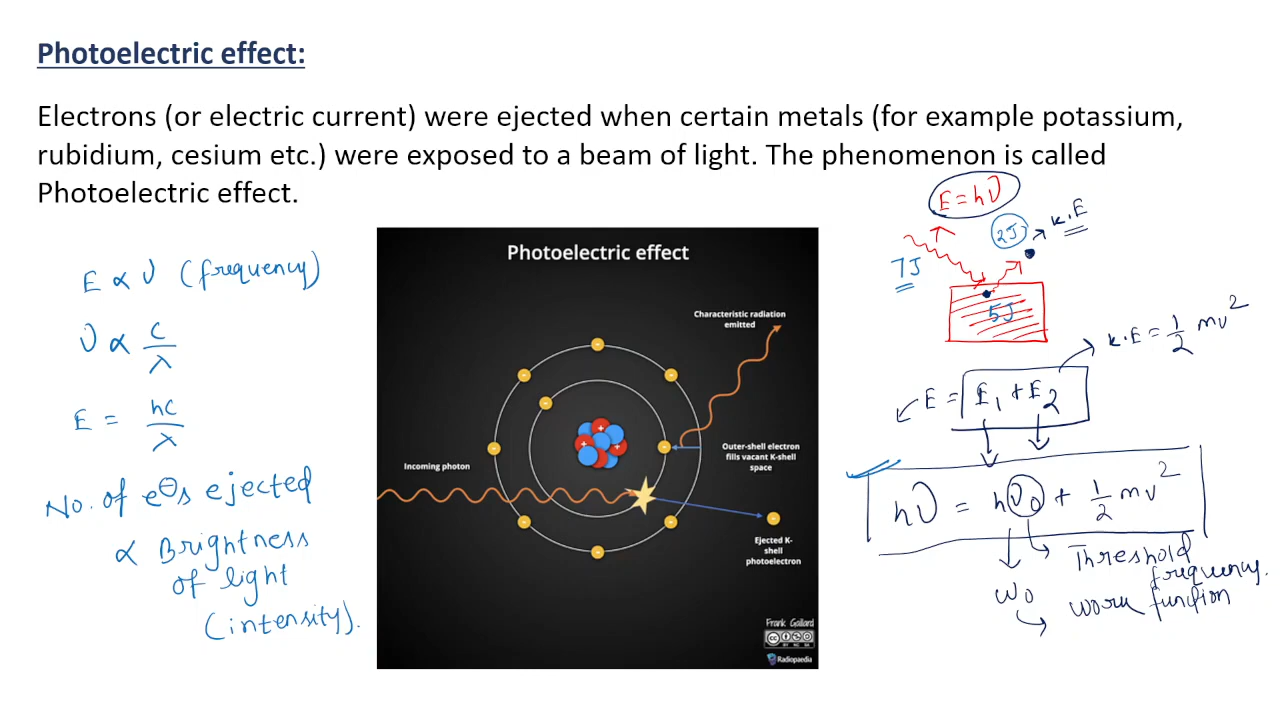 Photoelectric effect:
Electrons (or electric current) were ejected when certain metals (for example potassium,
rubidium, cesium etc.) were exposed to a beam of light. The phenomenon is called
Photoelectric effect.
E ∝ ν (frequency)
ν ∝ c/λ
E = hc/λ
No. of e⊖s ejected
∝ Brightness
of light
(intensity).
Photoelectric effect
Characteristic radiation
emitted
Outer-shell electron
fills vacant K-shell
space
Incoming photon
Ejected K-
shell
photoelectron
Frank Gaillard
Radiopaedia
E = hν
7J
2J
K.E
5J
K.E = 1/2 mv²
E = E₁ + E₂
hν = hν₀ + 1/2 mv²
Threshold
frequency.
w₀
work function